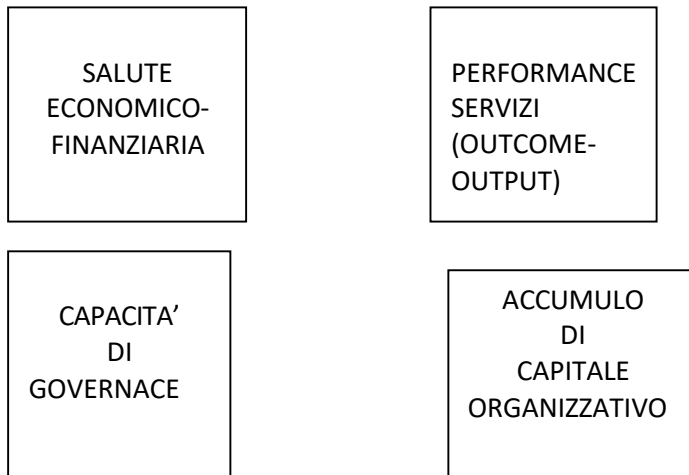 SALUTE
ECONOMICO-
FINANZIARIA
PERFORMANCE
SERVIZI
(OUTCOME-
OUTPUT)
CAPACITA’
DI
GOVERNACE
ACCUMULO
DI
CAPITALE
ORGANIZZATIVO